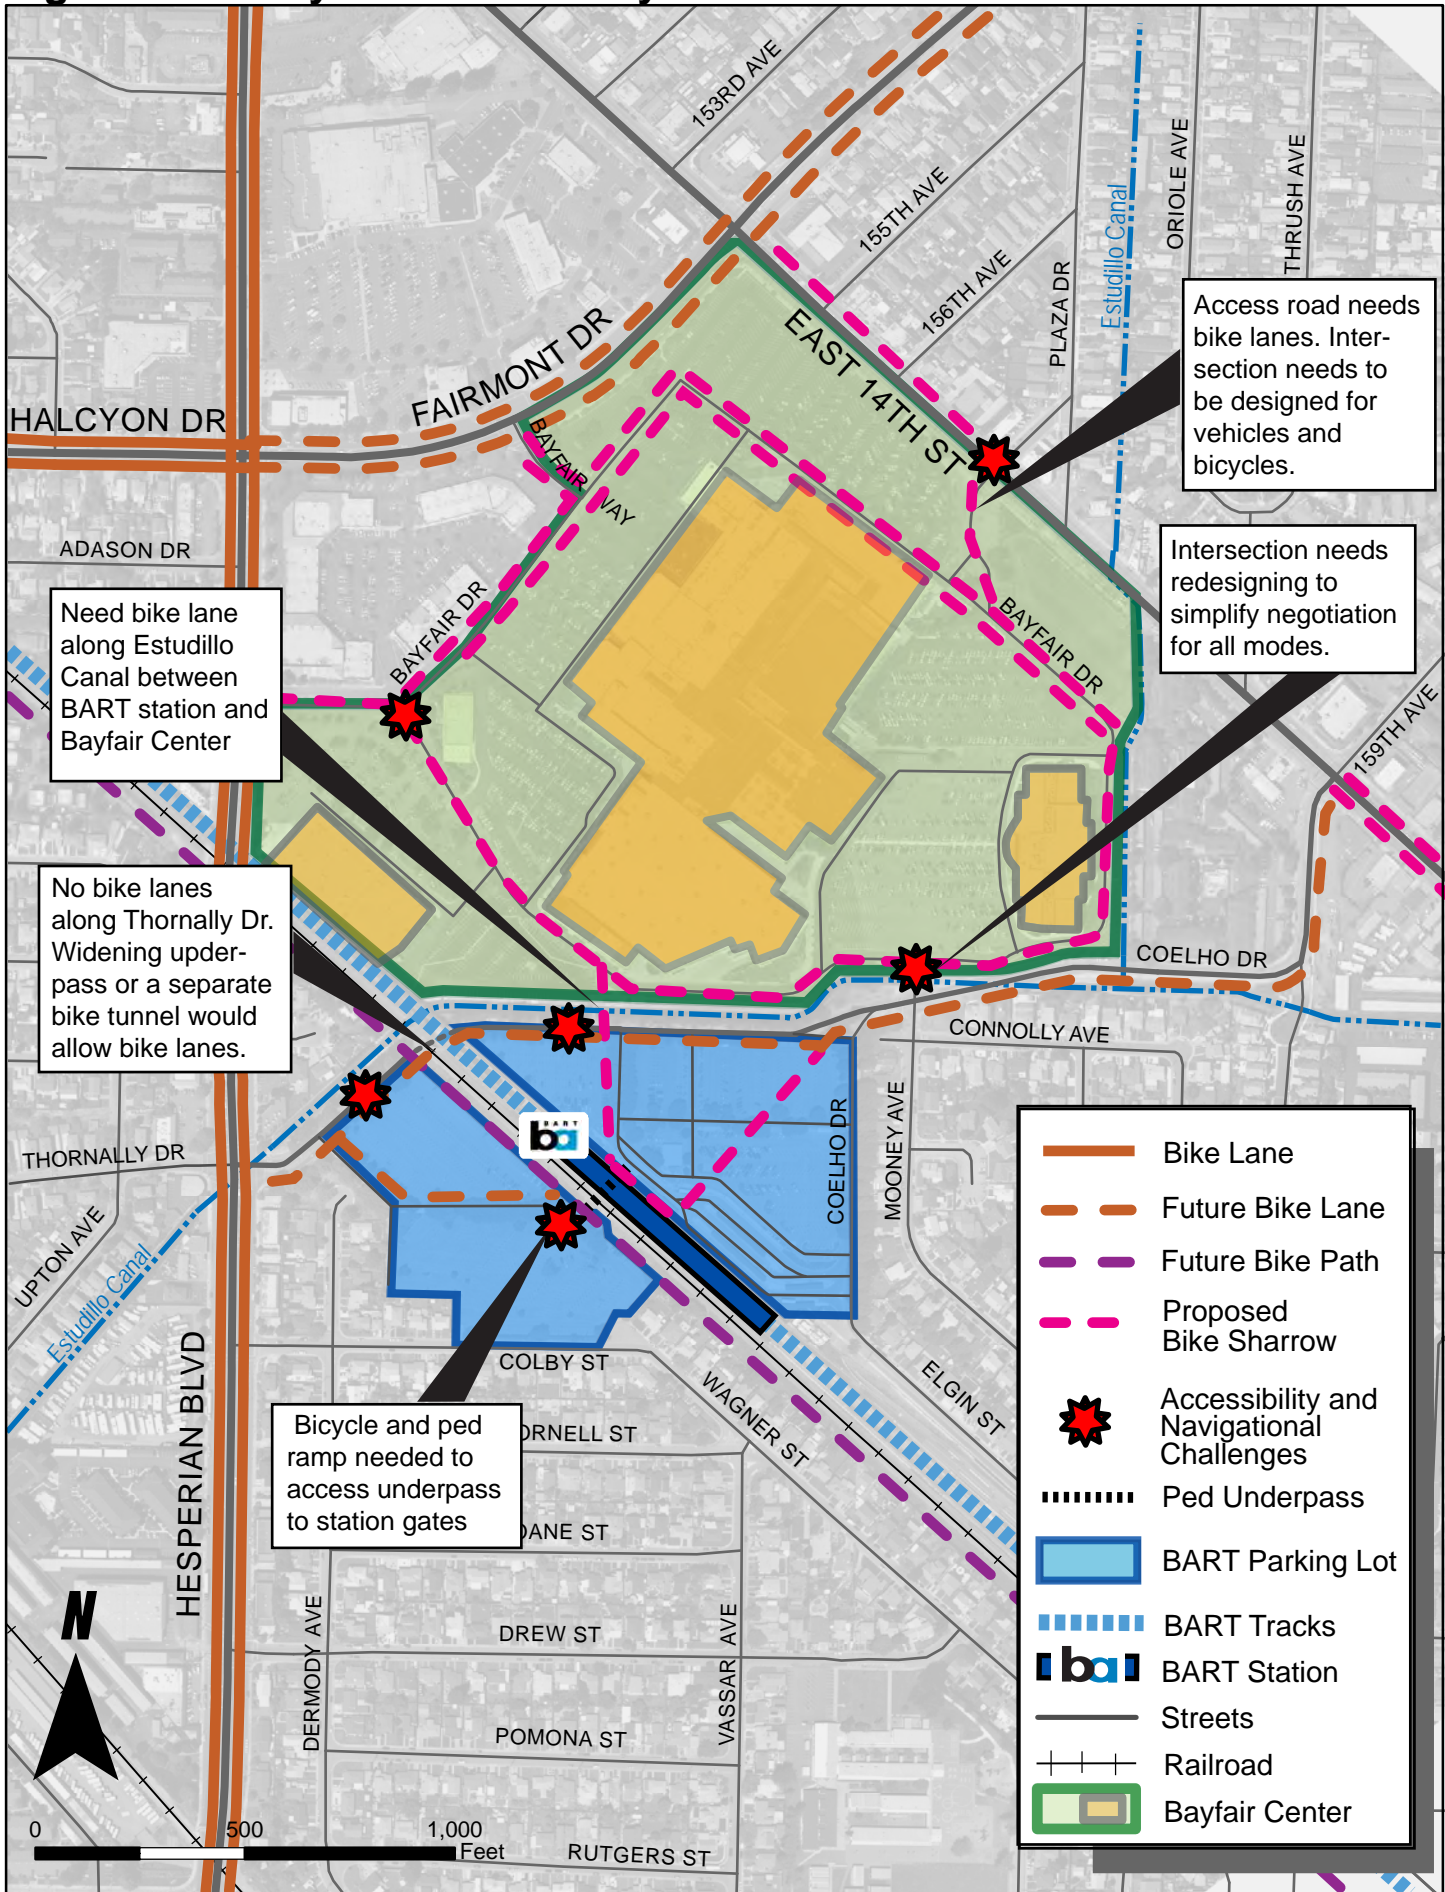 153RD AVE
155TH AVE
156TH AVE
PLAZA DR
Estudillo Canal
ORIOLE AVE
THRUSH AVE
FAIRMONT DR
EAST 14TH ST
HALCYON DR
BAYFAIR WAY
Access road needs
bike lanes. Inter-
section needs to
be designed for
vehicles and
bicycles.
ADASON DR
Intersection needs
redesigning to
simplify negotiation
for all modes.
Need bike lane
along Estudillo
Canal between
BART station and
Bayfair Center
BAYFAIR DR
BAYFAIR DR
159TH AVE
No bike lanes
along Thornally Dr.
Widening upder-
pass or a separate
bike tunnel would
allow bike lanes.
COELHO DR
CONNOLLY AVE
THORNALLY DR
BART
ba
COELHO DR
MOONEY AVE
UPTON AVE
Estudillo Canal
HESPERIAN BLVD
COLBY ST
WAGNER ST
ELGIN ST
Bicycle and ped
ramp needed to
access underpass
to station gates
ORNELL ST
DANE ST
DERMODY AVE
DREW ST
VASSAR AVE
POMONA ST
RUTGERS ST
N
0 500 1,000
Feet
Bike Lane
Future Bike Lane
Future Bike Path
Proposed
Bike Sharrow
Accessibility and
Navigational
Challenges
Ped Underpass
BART Parking Lot
BART Tracks
ba
BART Station
Streets
Railroad
Bayfair Center